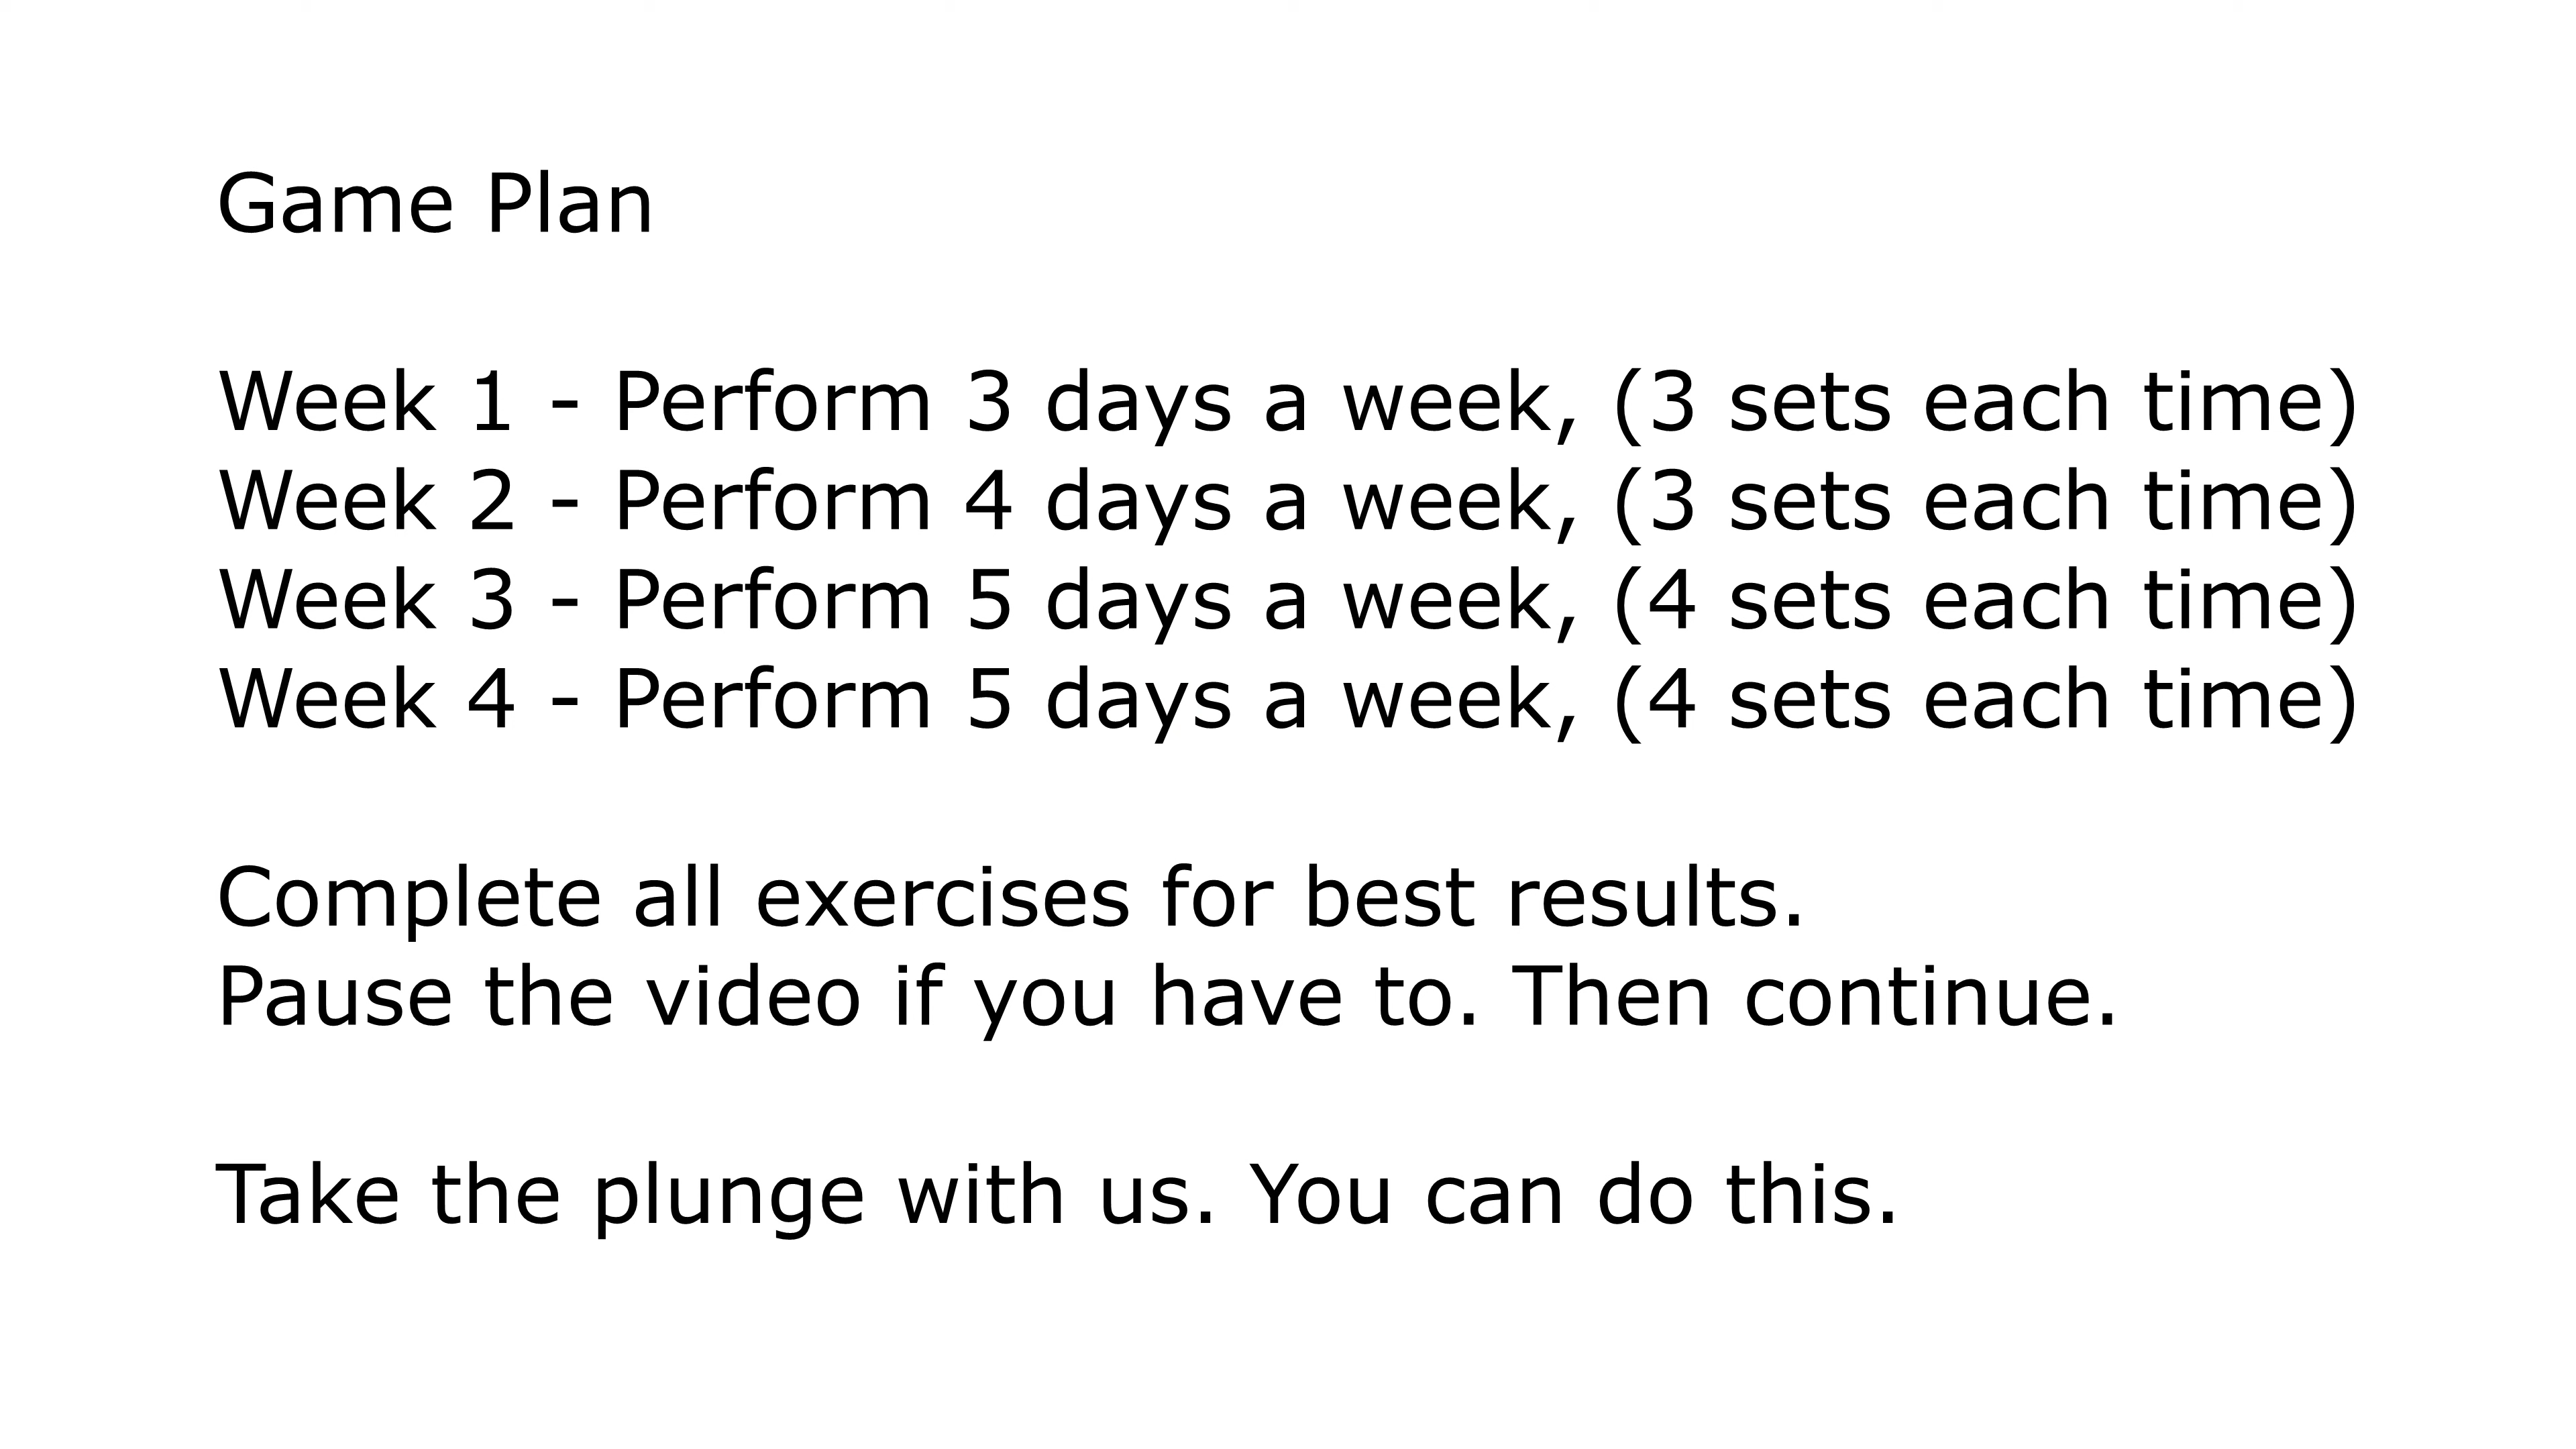 Game Plan
Week 1 - Perform 3 days a week, (3 sets each time)
Week 2 - Perform 4 days a week, (3 sets each time)
Week 3 - Perform 5 days a week, (4 sets each time)
Week 4 - Perform 5 days a week, (4 sets each time)
Complete all exercises for best results.
Pause the video if you have to. Then continue.
Take the plunge with us. You can do this.